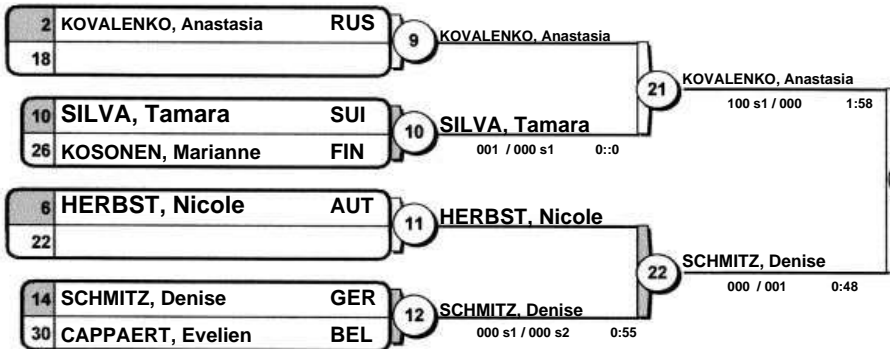 2 KOVALENKO, Anastasia RUS
18
9
KOVALENKO, Anastasia
10 SILVA, Tamara SUI
26 KOSONEN, Marianne FIN
10
SILVA, Tamara
001 / 000 s1 0::0
21
KOVALENKO, Anastasia
100 s1 / 000 1:58
6 HERBST, Nicole AUT
22
11
HERBST, Nicole
14 SCHMITZ, Denise GER
30 CAPPAERT, Evelien BEL
12
SCHMITZ, Denise
000 s1 / 000 s2 0:55
22
SCHMITZ, Denise
000 / 001 0:48